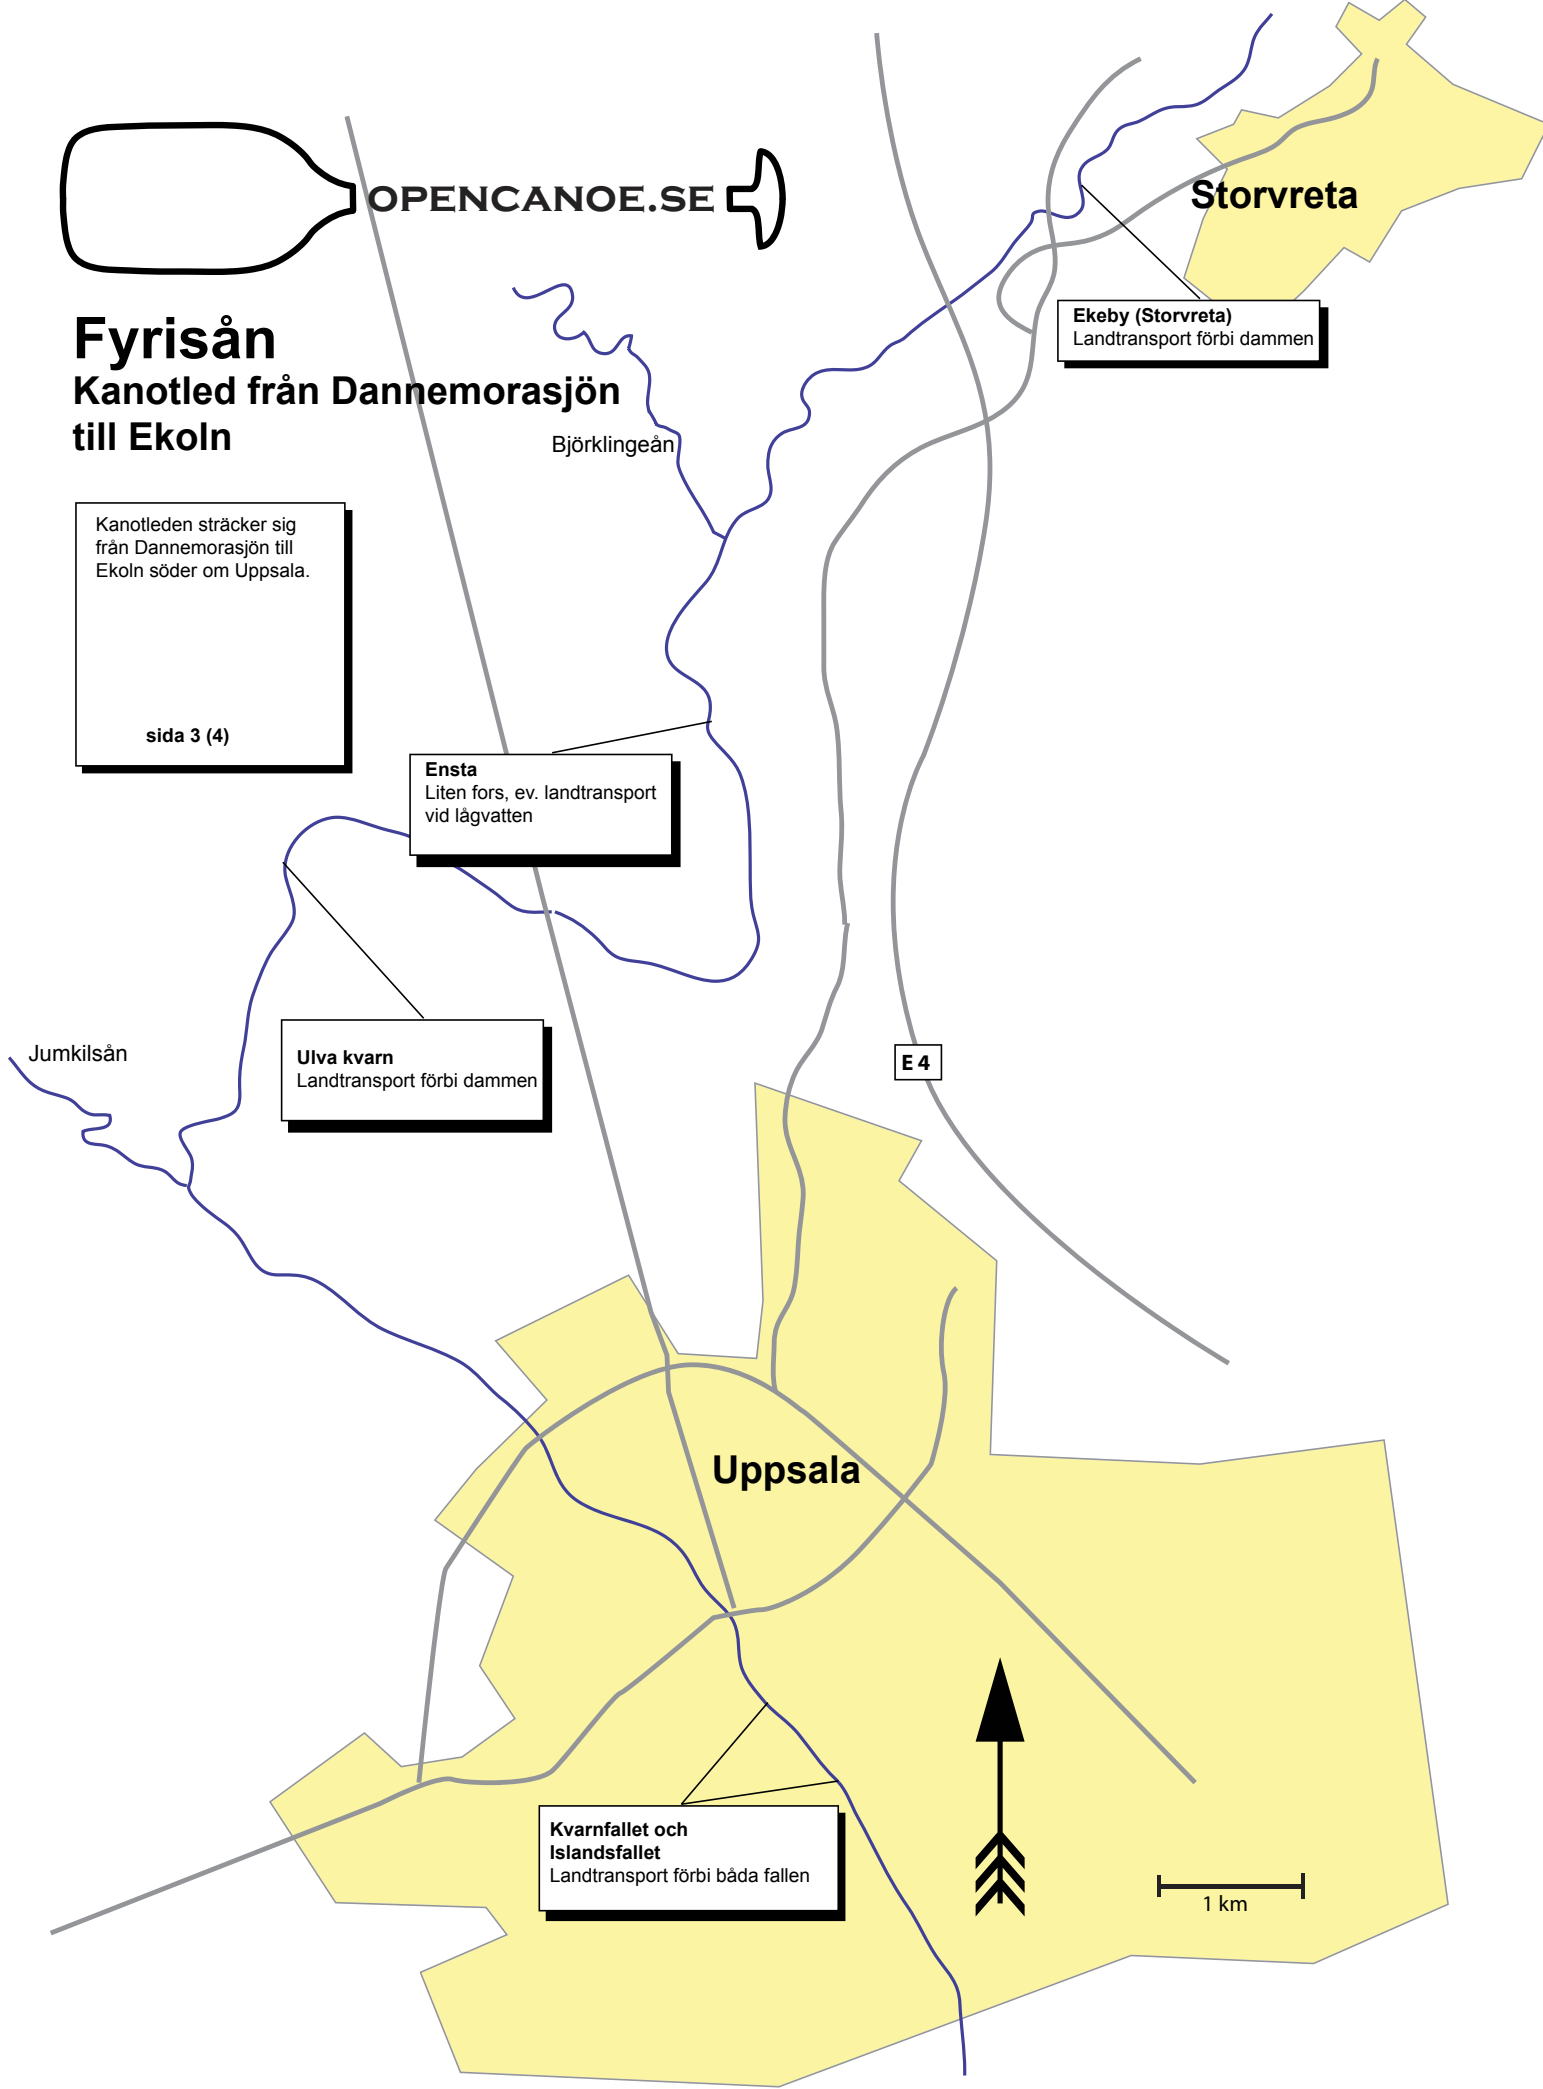 OPENCANOE.SE
Storvreta
Ekeby (Storvreta)
Landtransport förbi dammen
Fyrisån
Kanotled från Dannemorasjön
till Ekoln
Björklingeån
Kanotleden sträcker sig
från Dannemorasjön till
Ekoln söder om Uppsala.
sida 3 (4)
Ensta
Liten fors, ev. landtransport
vid lågvatten
Ulva kvarn
Landtransport förbi dammen
Jumkilsån
E 4
Uppsala
Kvarnfallet och
Islandsfallet
Landtransport förbi båda fallen
1 km